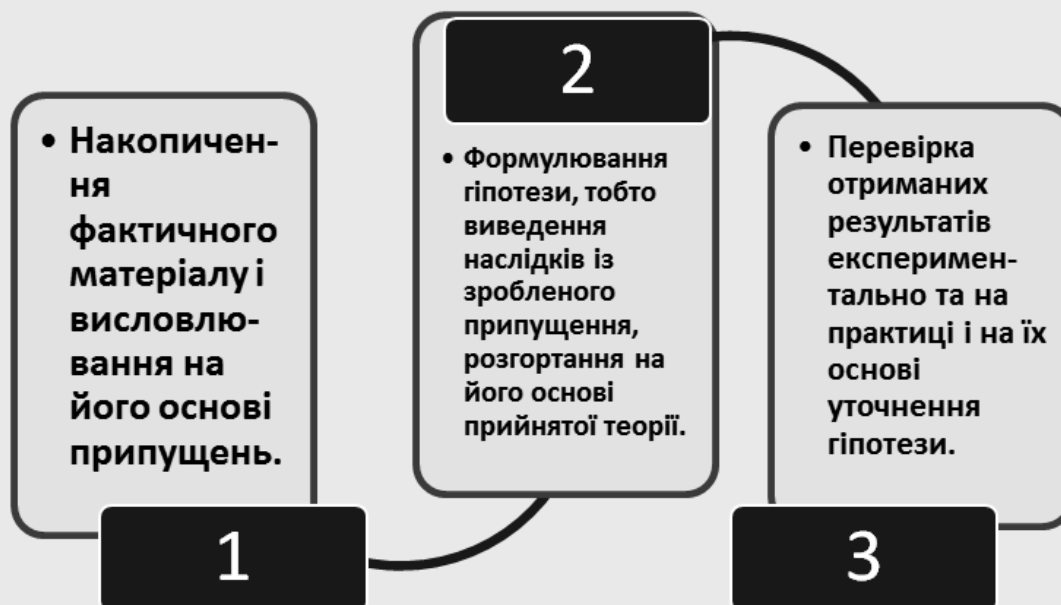 • Накопичен-
ня
фактичного
матеріалу і
висловлю-
вання на
його основі
припущень.
1
2
• Формулювання
гіпотези, тобто
виведення
наслідків із
зробленого
припущення,
розгортання на
його основі
прийнятої теорії.
• Перевірка
отриманих
результатів
експеримен-
тально та на
практиці і на їх
основі
уточнення
гіпотези.
3